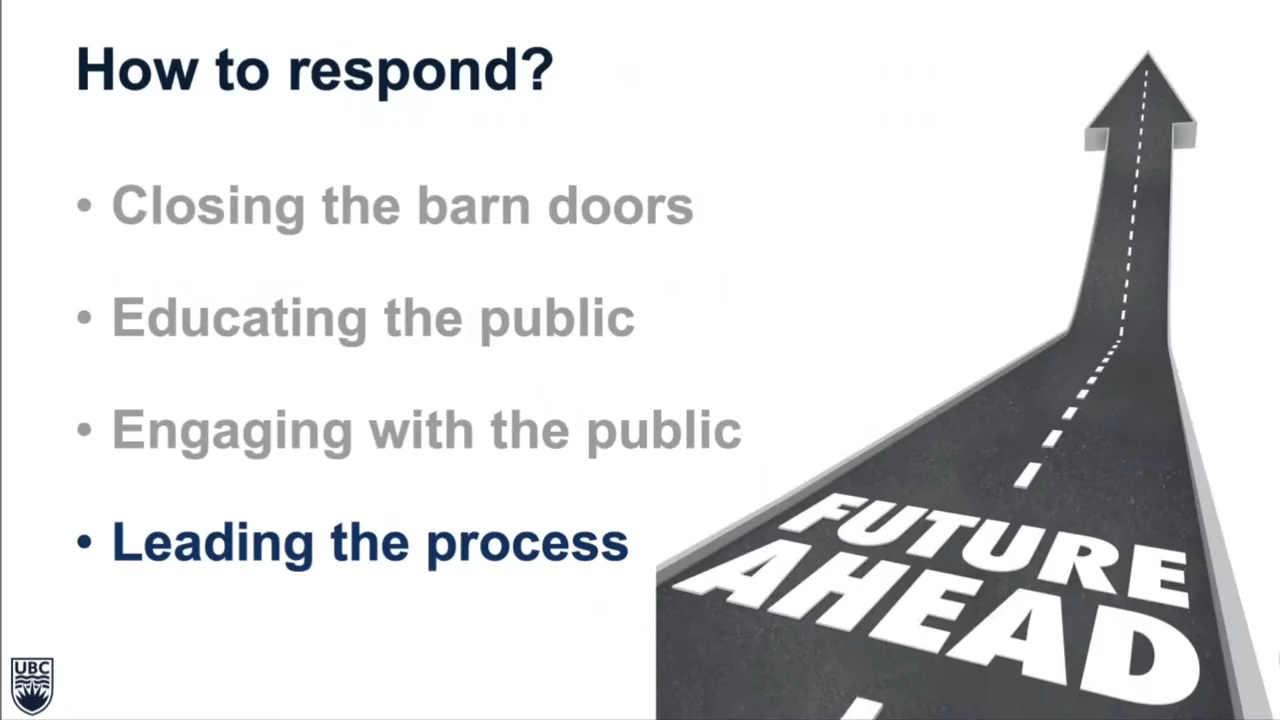 How to respond?
• Closing the barn doors
• Educating the public
• Engaging with the public
• Leading the process
FUTURE
AHEAD
UBC